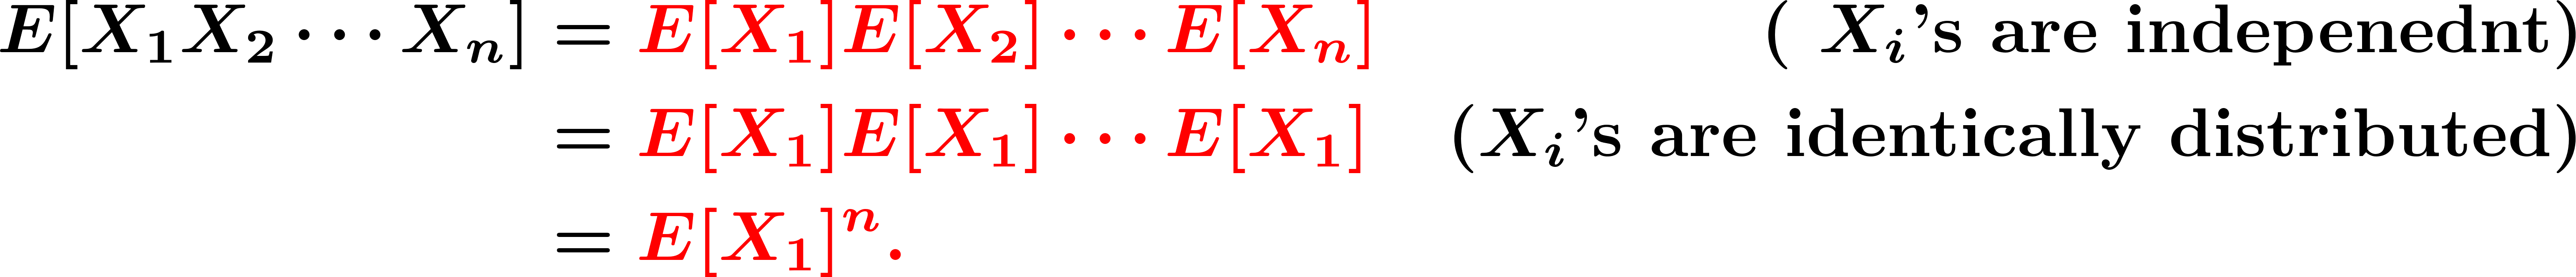 E[X₁X₂ ⋯ Xₙ] = E[X₁]E[X₂] ⋯ E[Xₙ] ( Xᵢ's are indepenednt)
= E[X₁]E[X₁] ⋯ E[X₁] (Xᵢ's are identically distributed)
= E[X₁]ⁿ.